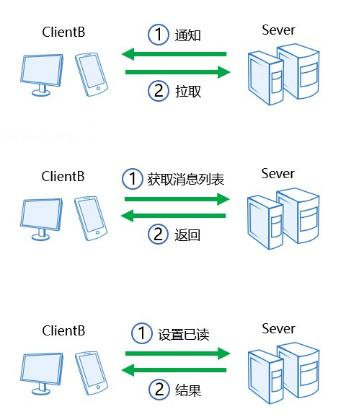 ClientB ① 通知 Sever
② 拉取
ClientB ① 获取消息列表 Sever
② 返回
ClientB ① 设置已读 Sever
② 结果